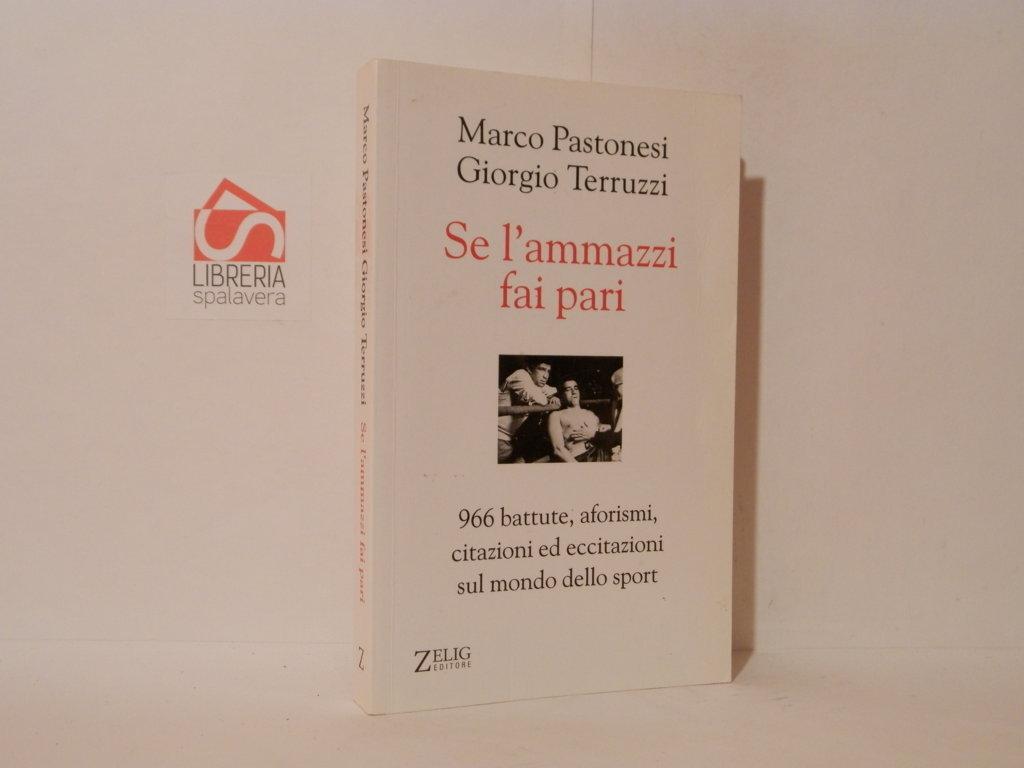 LIBRERIA
spalavera
Marco Pastonesi Giorgio Terruzzi Se l'ammazzi fai pari Z
Marco Pastonesi
Giorgio Terruzzi
Se l'ammazzi
fai pari
966 battute, aforismi,
citazioni ed eccitazioni
sul mondo dello sport
ZELIG
EDITORE